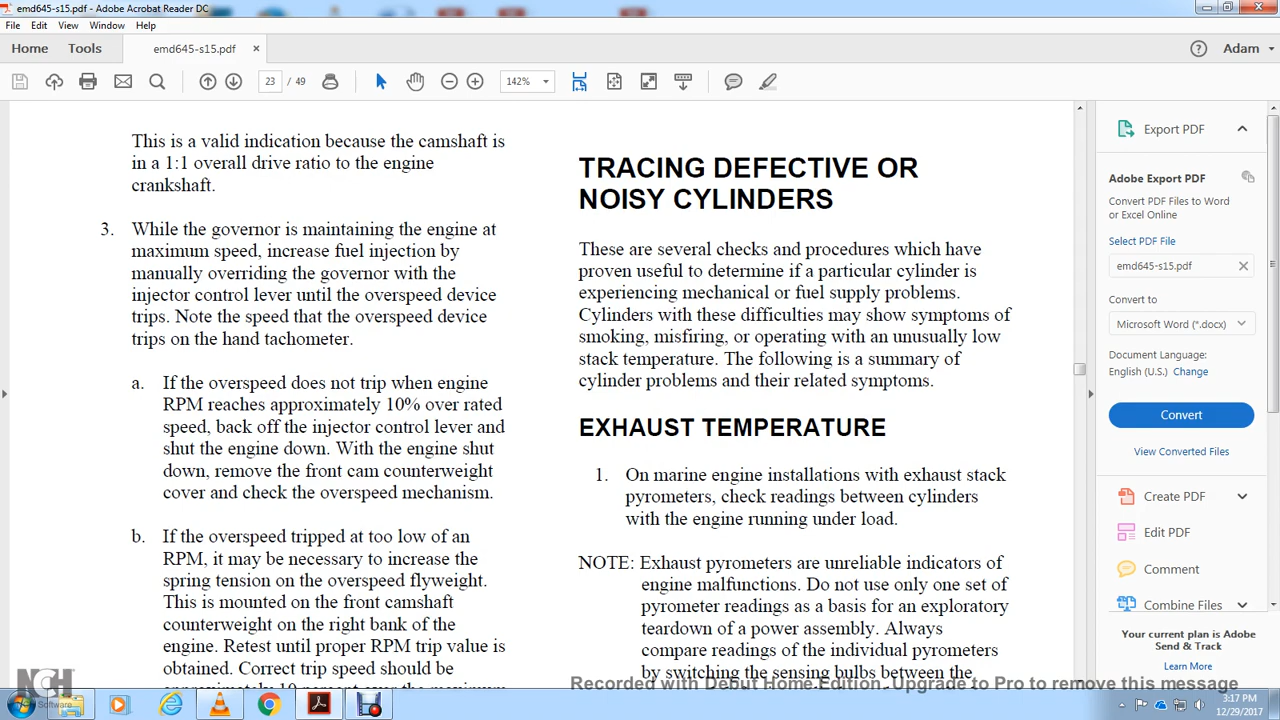 emd645-s15.pdf - Adobe Acrobat Reader DC
File Edit View Window Help
Home Tools emd645-s15.pdf × Adam
23 / 49 142%
This is a valid indication because the camshaft is
in a 1:1 overall drive ratio to the engine
crankshaft.
3. While the governor is maintaining the engine at
maximum speed, increase fuel injection by
manually overriding the governor with the
injector control lever until the overspeed device
trips. Note the speed that the overspeed device
trips on the hand tachometer.
a. If the overspeed does not trip when engine
RPM reaches approximately 10% over rated
speed, back off the injector control lever and
shut the engine down. With the engine shut
down, remove the front cam counterweight
cover and check the overspeed mechanism.
b. If the overspeed tripped at too low of an
RPM, it may be necessary to increase the
spring tension on the overspeed flyweight.
This is mounted on the front camshaft
counterweight on the right bank of the
engine. Retest until proper RPM trip value is
obtained. Correct trip speed should be
TRACING DEFECTIVE OR
NOISY CYLINDERS
These are several checks and procedures which have
proven useful to determine if a particular cylinder is
experiencing mechanical or fuel supply problems.
Cylinders with these difficulties may show symptoms of
smoking, misfiring, or operating with an unusually low
stack temperature. The following is a summary of
cylinder problems and their related symptoms.
EXHAUST TEMPERATURE
1. On marine engine installations with exhaust stack
pyrometers, check readings between cylinders
with the engine running under load.
NOTE: Exhaust pyrometers are unreliable indicators of
engine malfunctions. Do not use only one set of
pyrometer readings as a basis for an exploratory
teardown of a power assembly. Always
compare readings of the individual pyrometers
by switching the sensing bulbs between the
Export PDF
Adobe Export PDF
Convert PDF Files to Word
or Excel Online
Select PDF File
emd645-s15.pdf
Convert to
Microsoft Word (*.docx)
Document Language:
English (U.S.) Change
Convert
View Converted Files
Create PDF
Edit PDF
Comment
Combine Files
Your current plan is Adobe
Send & Track
Learn More
NCH
Software
Recorded with Debut Home Edition. Upgrade to Pro to remove this message
3:17 PM
12/29/2017